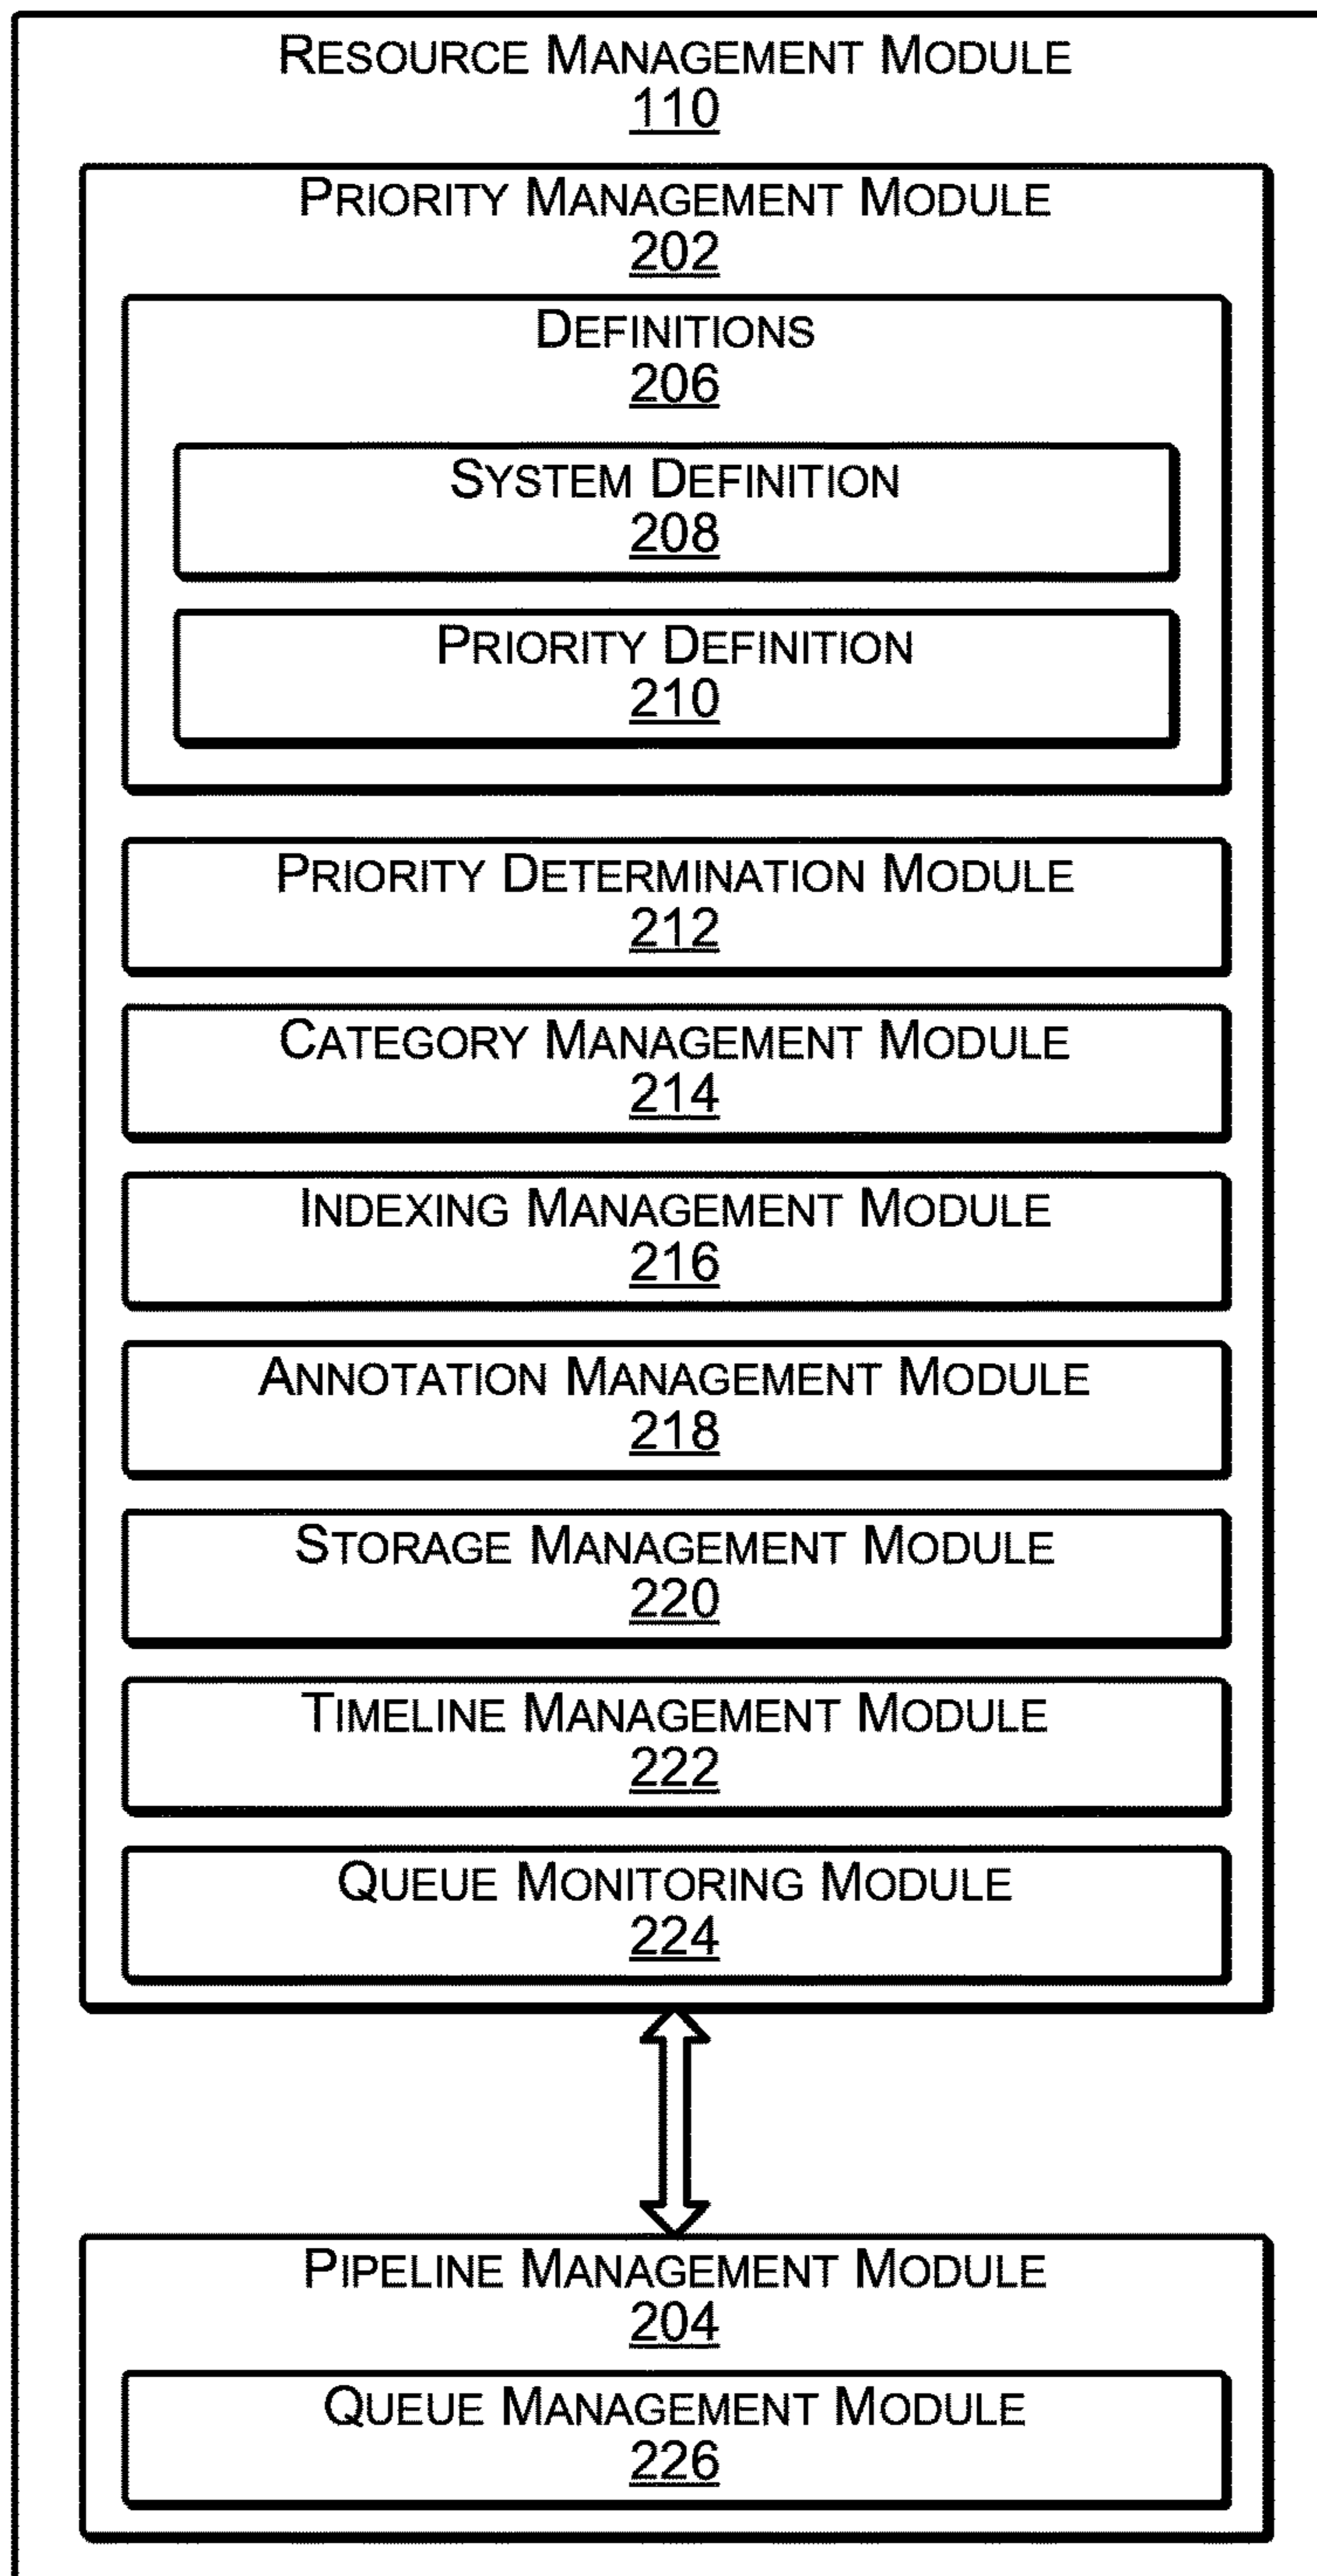 RESOURCE MANAGEMENT MODULE
110
PRIORITY MANAGEMENT MODULE
202
DEFINITIONS
206
SYSTEM DEFINITION
208
PRIORITY DEFINITION
210
PRIORITY DETERMINATION MODULE
212
CATEGORY MANAGEMENT MODULE
214
INDEXING MANAGEMENT MODULE
216
ANNOTATION MANAGEMENT MODULE
218
STORAGE MANAGEMENT MODULE
220
TIMELINE MANAGEMENT MODULE
222
QUEUE MONITORING MODULE
224
PIPELINE MANAGEMENT MODULE
204
QUEUE MANAGEMENT MODULE
226